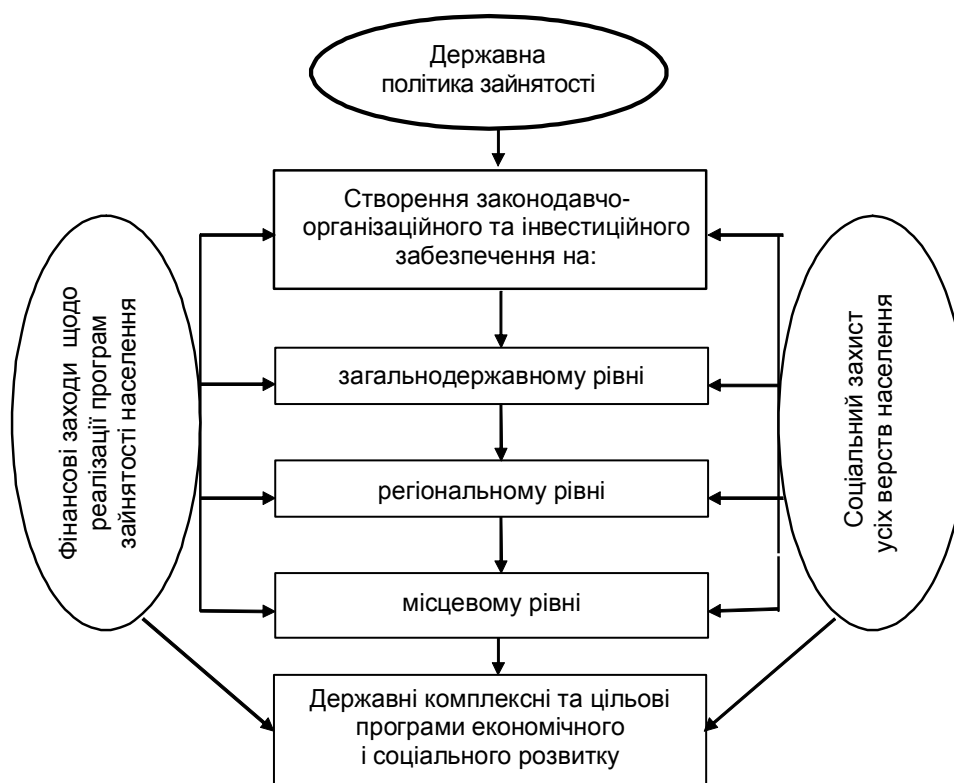 Державна
політика зайнятості
Створення законодавчо-
організаційного та інвестиційного
забезпечення на:
Фінансові заходи щодо
реалізації програм
зайнятості населення
загальнодержавному рівні
регіональному рівні
місцевому рівні
Соціальний захист
усіх верств населення
Державні комплексні та цільові
програми економічного
і соціального розвитку